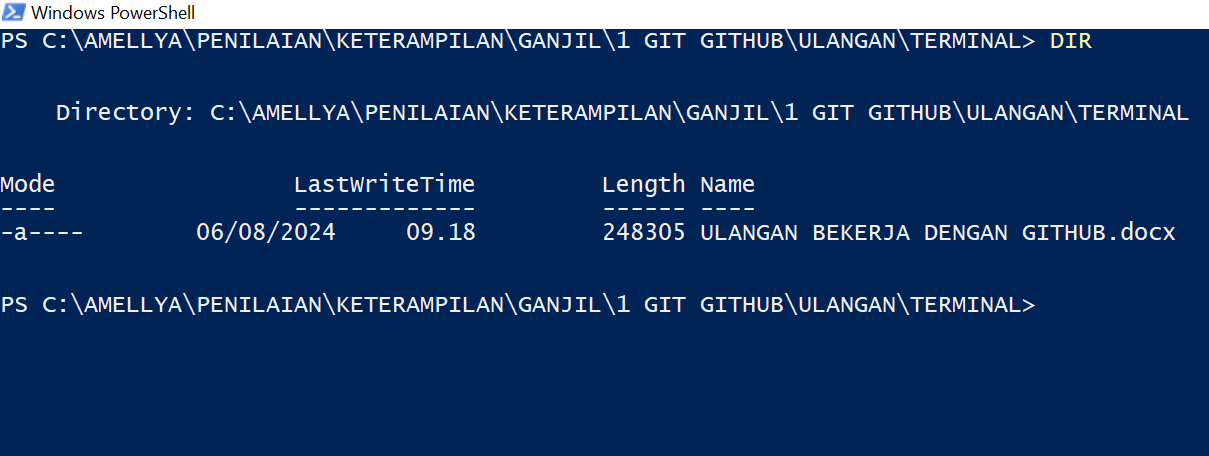 Windows PowerShell
PS C:\AMELLYA\PENILAIAN\KETERAMPILAN\GANJIL\1 GIT GITHUB\ULANGAN\TERMINAL> DIR
Directory: C:\AMELLYA\PENILAIAN\KETERAMPILAN\GANJIL\1 GIT GITHUB\ULANGAN\TERMINAL
Mode LastWriteTime Length Name
---- ------------- ------ ----
-a---- 06/08/2024 09.18 248305 ULANGAN BEKERJA DENGAN GITHUB.docx
PS C:\AMELLYA\PENILAIAN\KETERAMPILAN\GANJIL\1 GIT GITHUB\ULANGAN\TERMINAL>